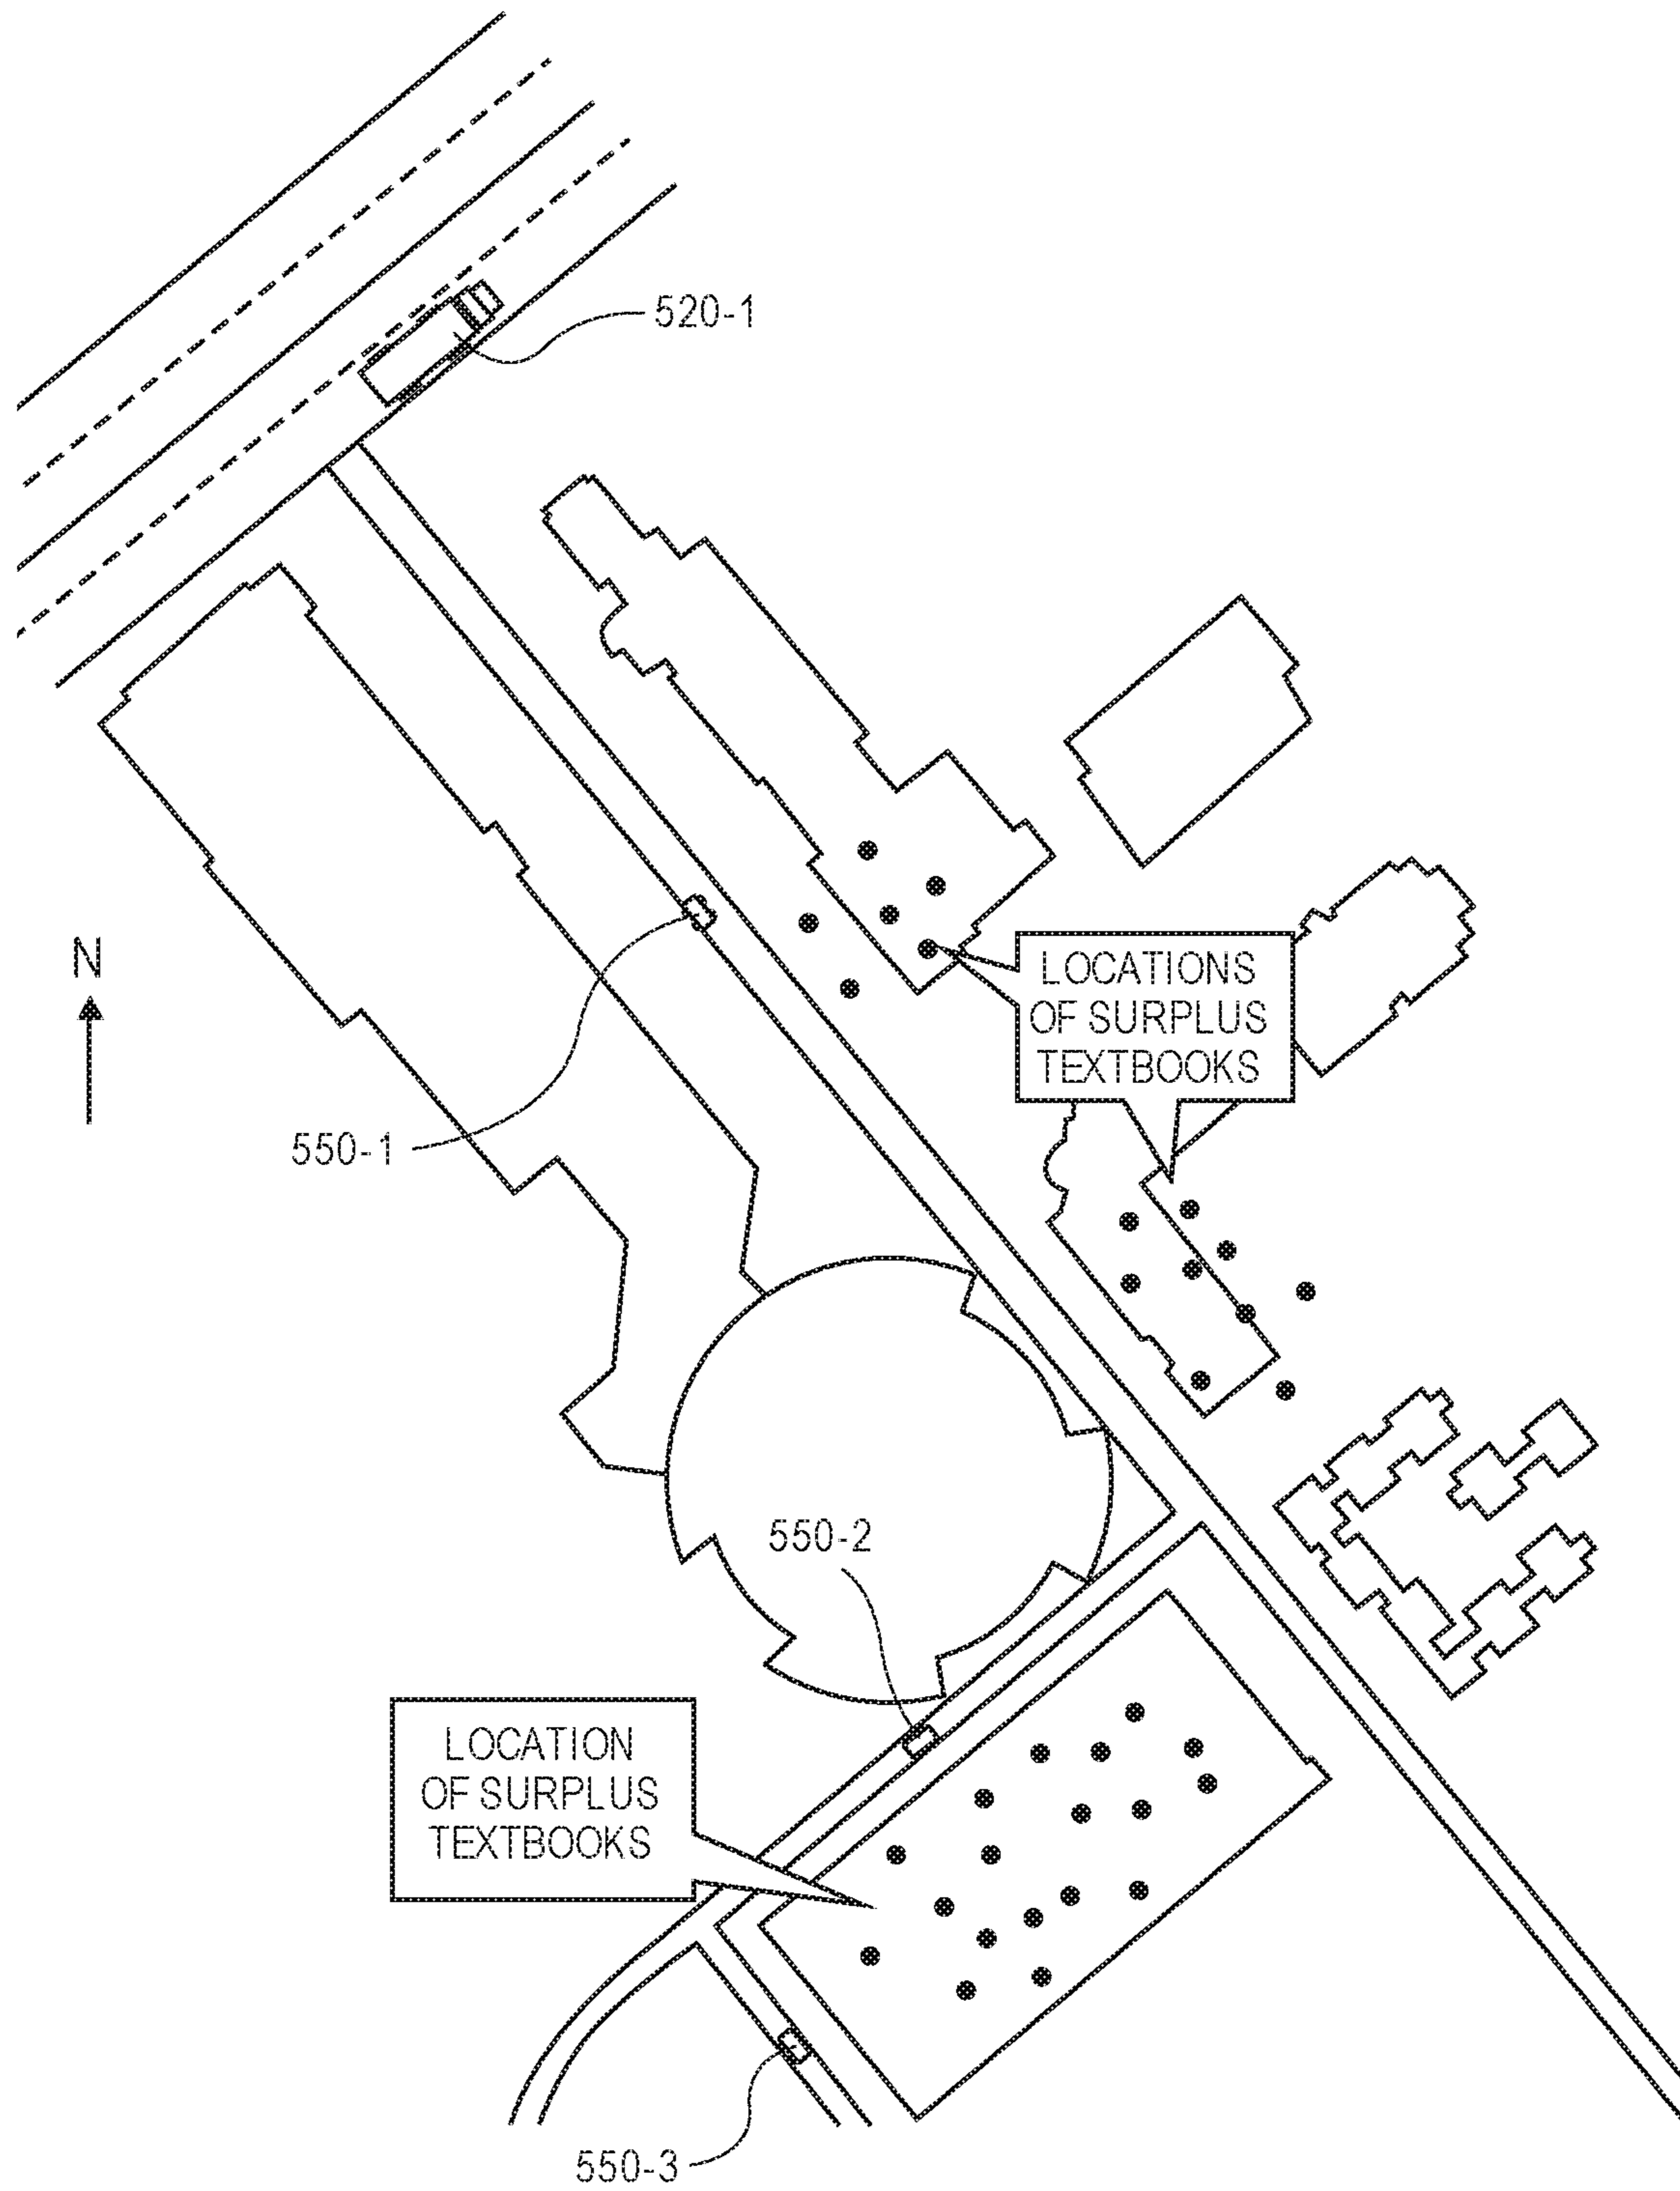 520-1
N
LOCATIONS
OF SURPLUS
TEXTBOOKS
550-1
550-2
LOCATION
OF SURPLUS
TEXTBOOKS
550-3